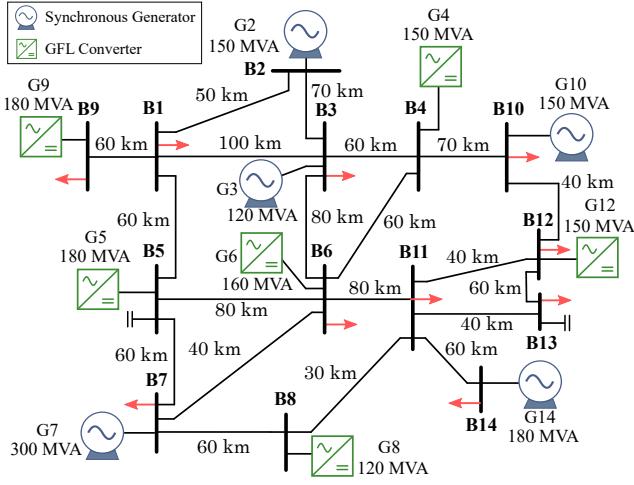 Synchronous Generator
GFL Converter
G2
150 MVA
G4
150 MVA
B2
70 km
50 km
G9
180 MVA
B9
B1
B3
B4
B10
G10
150 MVA
60 km
100 km
60 km
70 km
G3
120 MVA
40 km
G12
150 MVA
60 km
80 km
60 km
B12
G5
180 MVA
B5
G6
160 MVA
B6
B11
40 km
60 km
80 km
80 km
40 km
B13
60 km
40 km
60 km
B7
30 km
B8
G7
300 MVA
60 km
G8
120 MVA
B14
G14
180 MVA